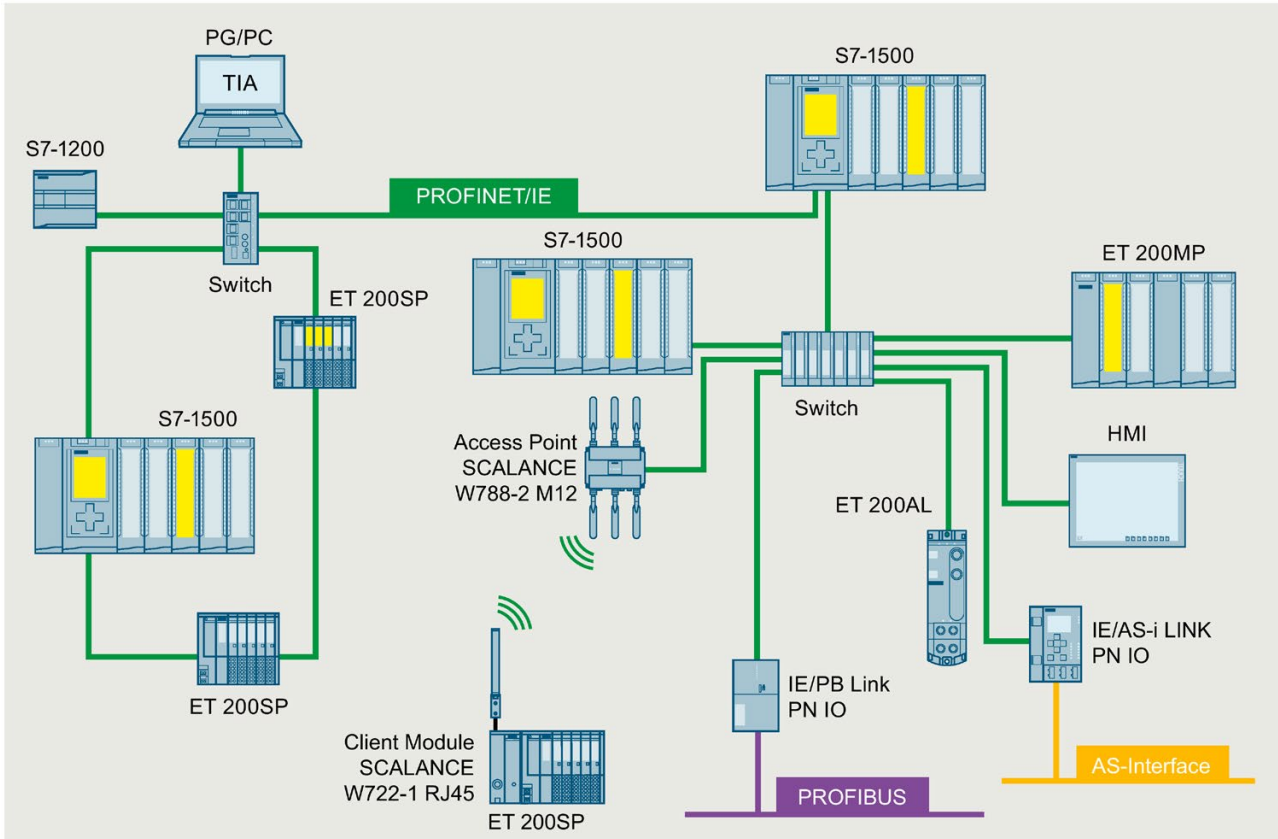 PG/PC
TIA
S7-1200
PROFINET/IE
S7-1500
Switch
ET 200SP
S7-1500
ET 200MP
Switch
S7-1500
Access Point
SCALANCE
W788-2 M12
HMI
ET 200AL
ET 200SP
IE/PB Link
PN IO
IE/AS-i LINK
PN IO
Client Module
SCALANCE
W722-1 RJ45
ET 200SP
PROFIBUS
AS-Interface